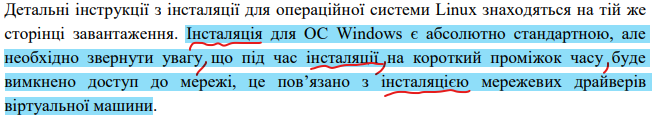 Детальні інструкції з інсталяції для операційної системи Linux знаходяться на тій же
сторінці завантаження. Інсталяція для ОС Windows є абсолютно стандартною, але
необхідно звернути увагу, що під час інсталяції, на короткий проміжок часу, буде
вимкнено доступ до мережі, це пов’язано з інсталяцією мережевих драйверів
віртуальної машини.